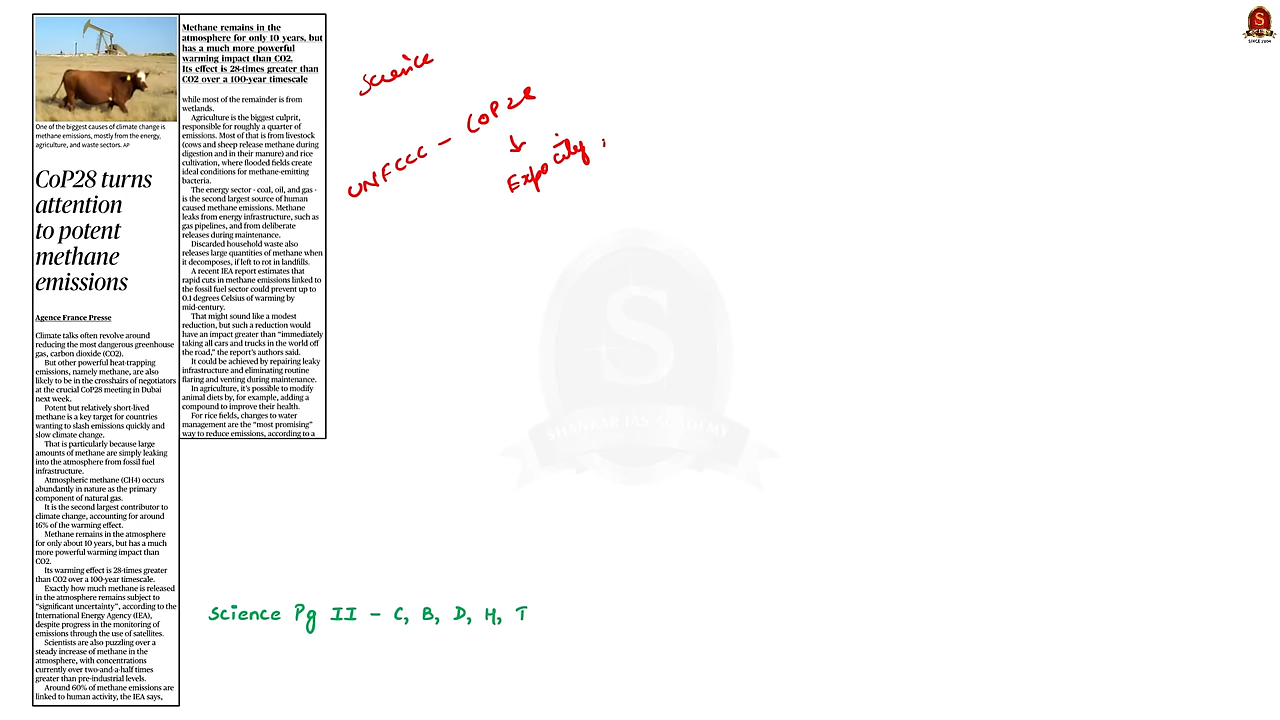 One of the biggest causes of climate change is
methane emissions, mostly from the energy,
agriculture, and waste sectors. AP
CoP28 turns
attention
to potent
methane
emissions
Agence France Presse
Climate talks often revolve around
reducing the most dangerous greenhouse
gas, carbon dioxide (CO2).
But other powerful heat-trapping
emissions, namely methane, are also
likely to be in the crosshairs of negotiators
at the crucial CoP28 meeting in Dubai
next week.
Potent but relatively short-lived
methane is a key target for countries
wanting to slash emissions quickly and
slow climate change.
That is particularly because large
amounts of methane are simply leaking
into the atmosphere from fossil fuel
infrastructure.
Atmospheric methane (CH4) occurs
abundantly in nature as the primary
component of natural gas.
It is the second largest contributor to
climate change, accounting for around
16% of the warming effect.
Methane remains in the atmosphere
for only about 10 years, but has a much
more powerful warming impact than
CO2.
Its warming effect is 28-times greater
than CO2 over a 100-year timescale.
Exactly how much methane is released
in the atmosphere remains subject to
"significant uncertainty", according to the
International Energy Agency (IEA),
despite progress in the monitoring of
emissions through the use of satellites.
Scientists are also puzzling over a
steady increase of methane in the
atmosphere, with concentrations
currently over two-and-a-half times
greater than pre-industrial levels.
Around 60% of methane emissions are
linked to human activity, the IEA says,
Methane remains in the
atmosphere for only 10 years, but
has a much more powerful
warming impact than CO2.
Its effect is 28-times greater than
CO2 over a 100-year timescale
while most of the remainder is from
wetlands.
Agriculture is the biggest culprit,
responsible for roughly a quarter of
emissions. Most of that is from livestock
(cows and sheep release methane during
digestion and in their manure) and rice
cultivation, where flooded fields create
ideal conditions for methane-emitting
bacteria.
The energy sector - coal, oil, and gas -
is the second largest source of human
caused methane emissions. Methane
leaks from energy infrastructure, such as
gas pipelines, and from deliberate
releases during maintenance.
Discarded household waste also
releases large quantities of methane when
it decomposes, if left to rot in landfills.
A recent IEA report estimates that
rapid cuts in methane emissions linked to
the fossil fuel sector could prevent up to
0.1 degrees Celsius of warming by
mid-century.
That might sound like a modest
reduction, but such a reduction would
have an impact greater than "immediately
taking all cars and trucks in the world off
the road," the report's authors said.
It could be achieved by repairing leaky
infrastructure and eliminating routine
flaring and venting during maintenance.
In agriculture, it's possible to modify
animal diets by, for example, adding a
compound to improve their health.
For rice fields, changes to water
management are the "most promising"
way to reduce emissions, according to a
Science
UNFCCC - COP28
Expo city,
Science Pg II - C, B, D, H, T
S
SHANKAR IAS ACADEMY
S
SINCE 2004